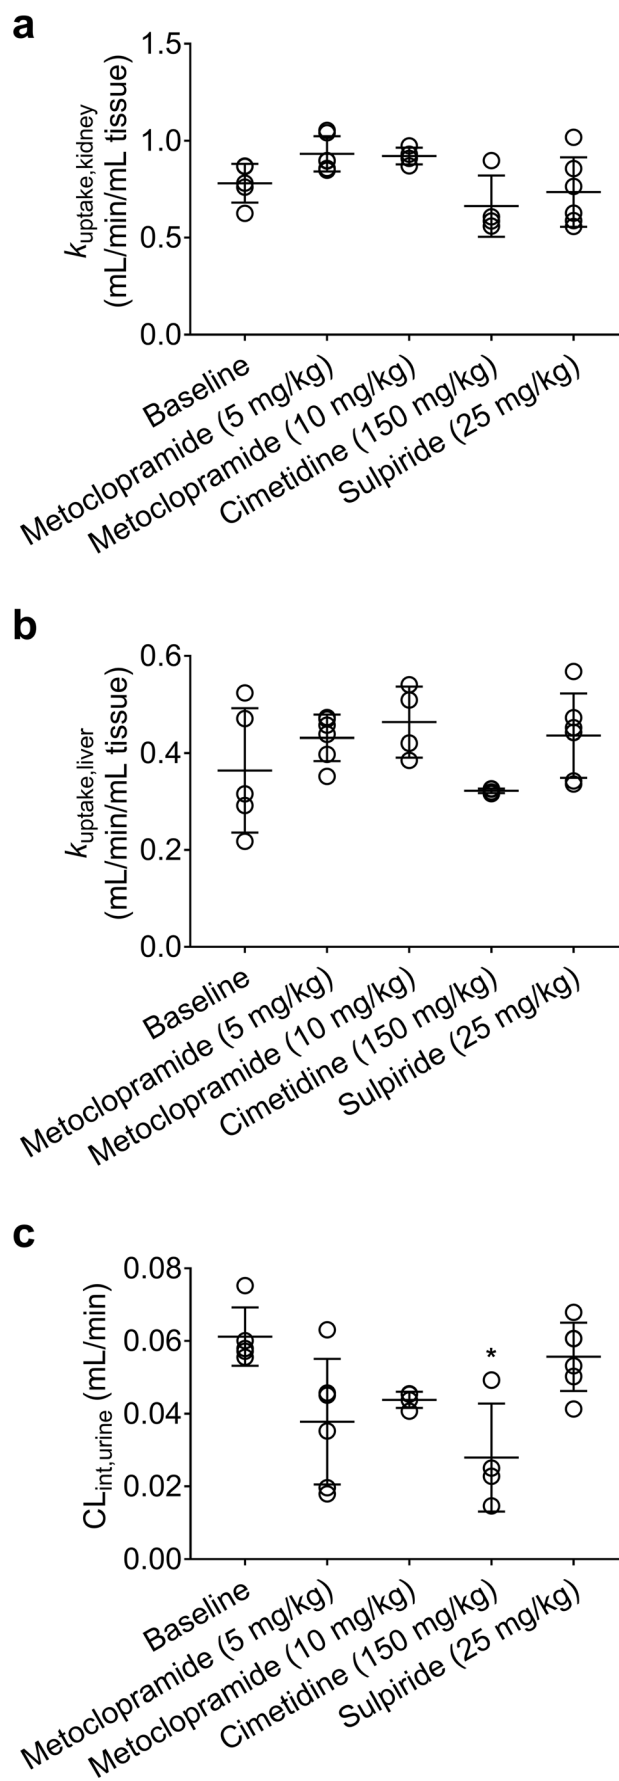 a
k uptake,kidney
(mL/min/mL tissue)
1.5
1.0
0.5
0.0
Baseline
Metoclopramide (5 mg/kg)
Metoclopramide (10 mg/kg)
Cimetidine (150 mg/kg)
Sulpiride (25 mg/kg)
b
k uptake,liver
(mL/min/mL tissue)
0.6
0.4
0.2
0.0
Baseline
Metoclopramide (5 mg/kg)
Metoclopramide (10 mg/kg)
Cimetidine (150 mg/kg)
Sulpiride (25 mg/kg)
c
CLint,urine (mL/min)
0.08
0.06
0.04
0.02
0.00
*
Baseline
Metoclopramide (5 mg/kg)
Metoclopramide (10 mg/kg)
Cimetidine (150 mg/kg)
Sulpiride (25 mg/kg)